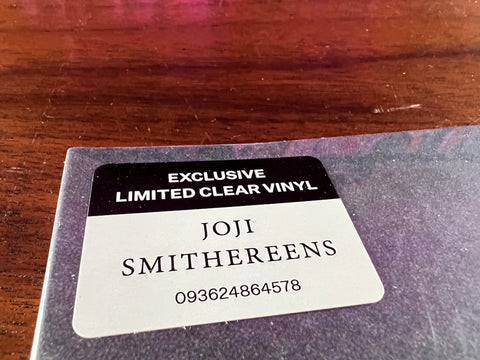 EXCLUSIVE
LIMITED CLEAR VINYL
JOJI
SMITHEREENS
093624864578